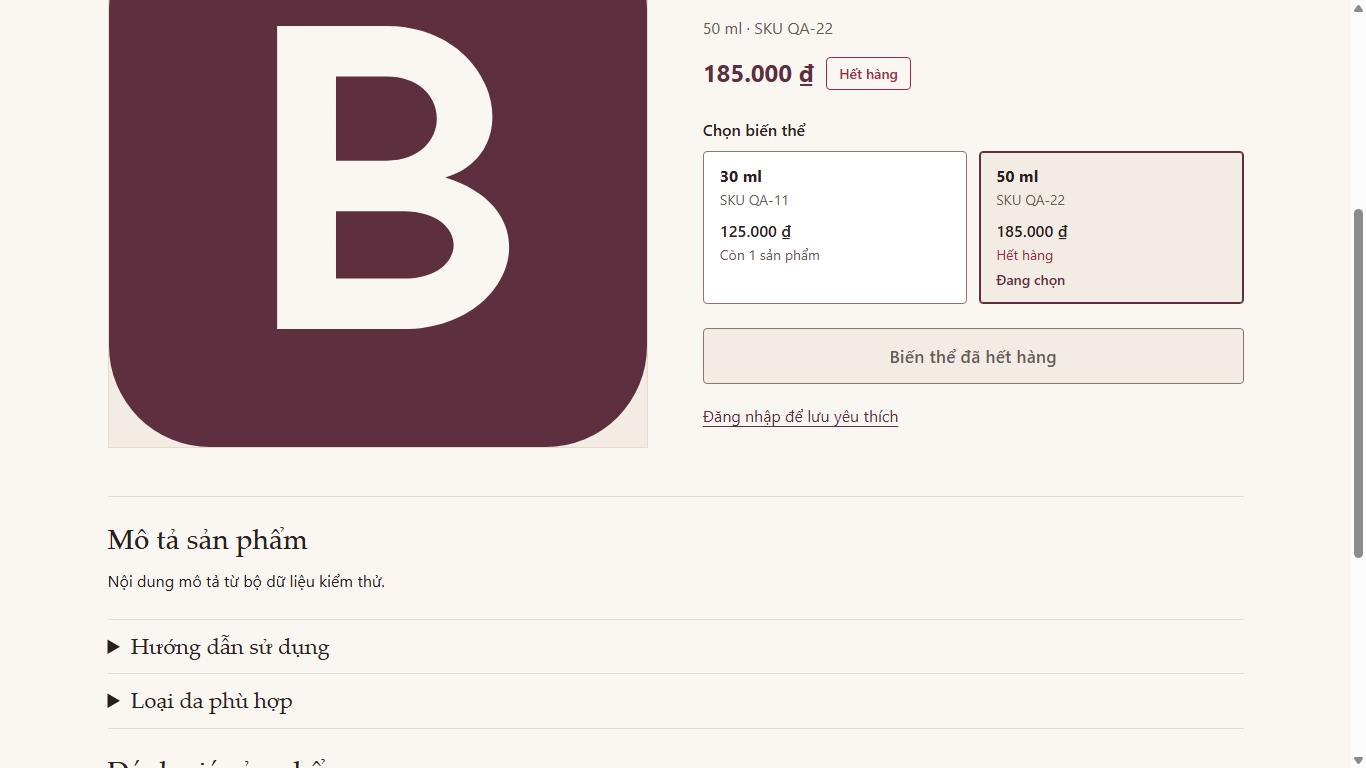 B
50 ml · SKU QA-22
185.000 ₫
Hết hàng
Chọn biến thể
30 ml
SKU QA-11
125.000 ₫
Còn 1 sản phẩm
50 ml
SKU QA-22
185.000 ₫
Hết hàng
Đang chọn
Biến thể đã hết hàng
Đăng nhập để lưu yêu thích
Mô tả sản phẩm
Nội dung mô tả từ bộ dữ liệu kiểm thử.
Hướng dẫn sử dụng
Loại da phù hợp